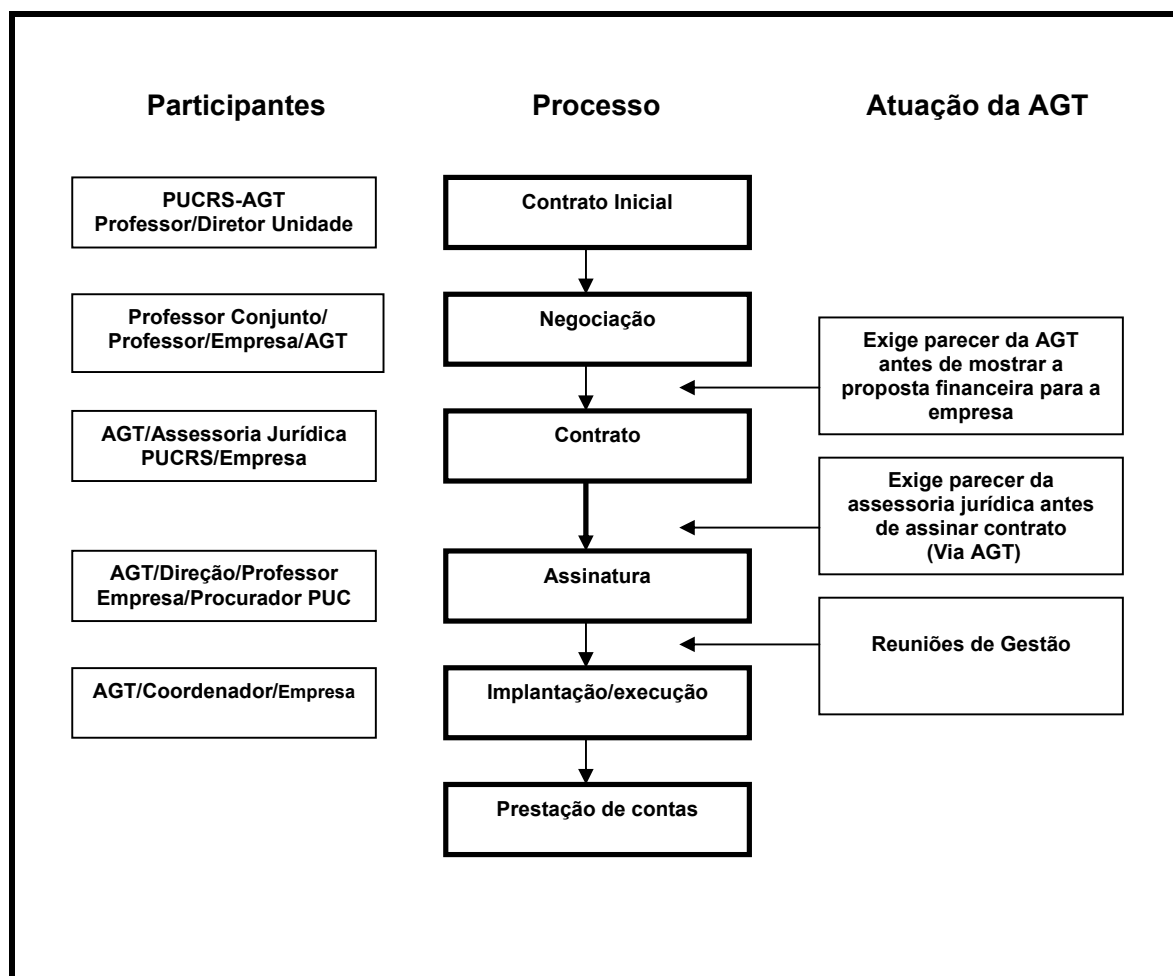 Participantes
Processo
Atuação da AGT
PUCRS-AGT
Professor/Diretor Unidade
Contrato Inicial
Professor Conjunto/
Professor/Empresa/AGT
Negociação
Exige parecer da AGT
antes de mostrar a
proposta financeira para a
empresa
AGT/Assessoria Jurídica
PUCRS/Empresa
Contrato
Exige parecer da
assessoria jurídica antes
de assinar contrato
(Via AGT)
AGT/Direção/Professor
Empresa/Procurador PUC
Assinatura
Reuniões de Gestão
AGT/Coordenador/Empresa
Implantação/execução
Prestação de contas